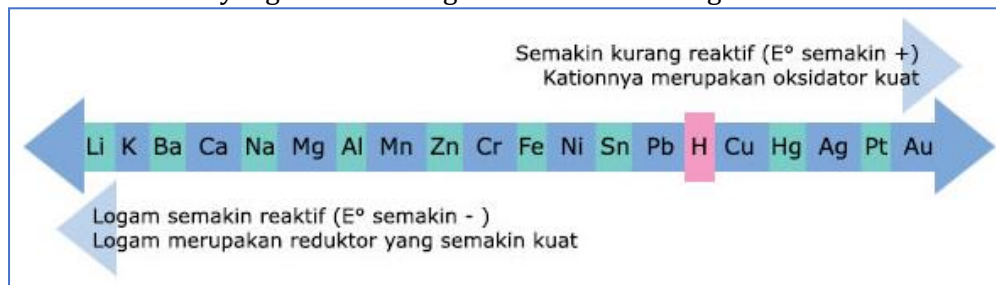 Semakin kurang reaktif (E° semakin +)
Kationnya merupakan oksidator kuat
Li K Ba Ca Na Mg Al Mn Zn Cr Fe Ni Sn Pb H Cu Hg Ag Pt Au
Logam semakin reaktif (E° semakin - )
Logam merupakan reduktor yang semakin kuat